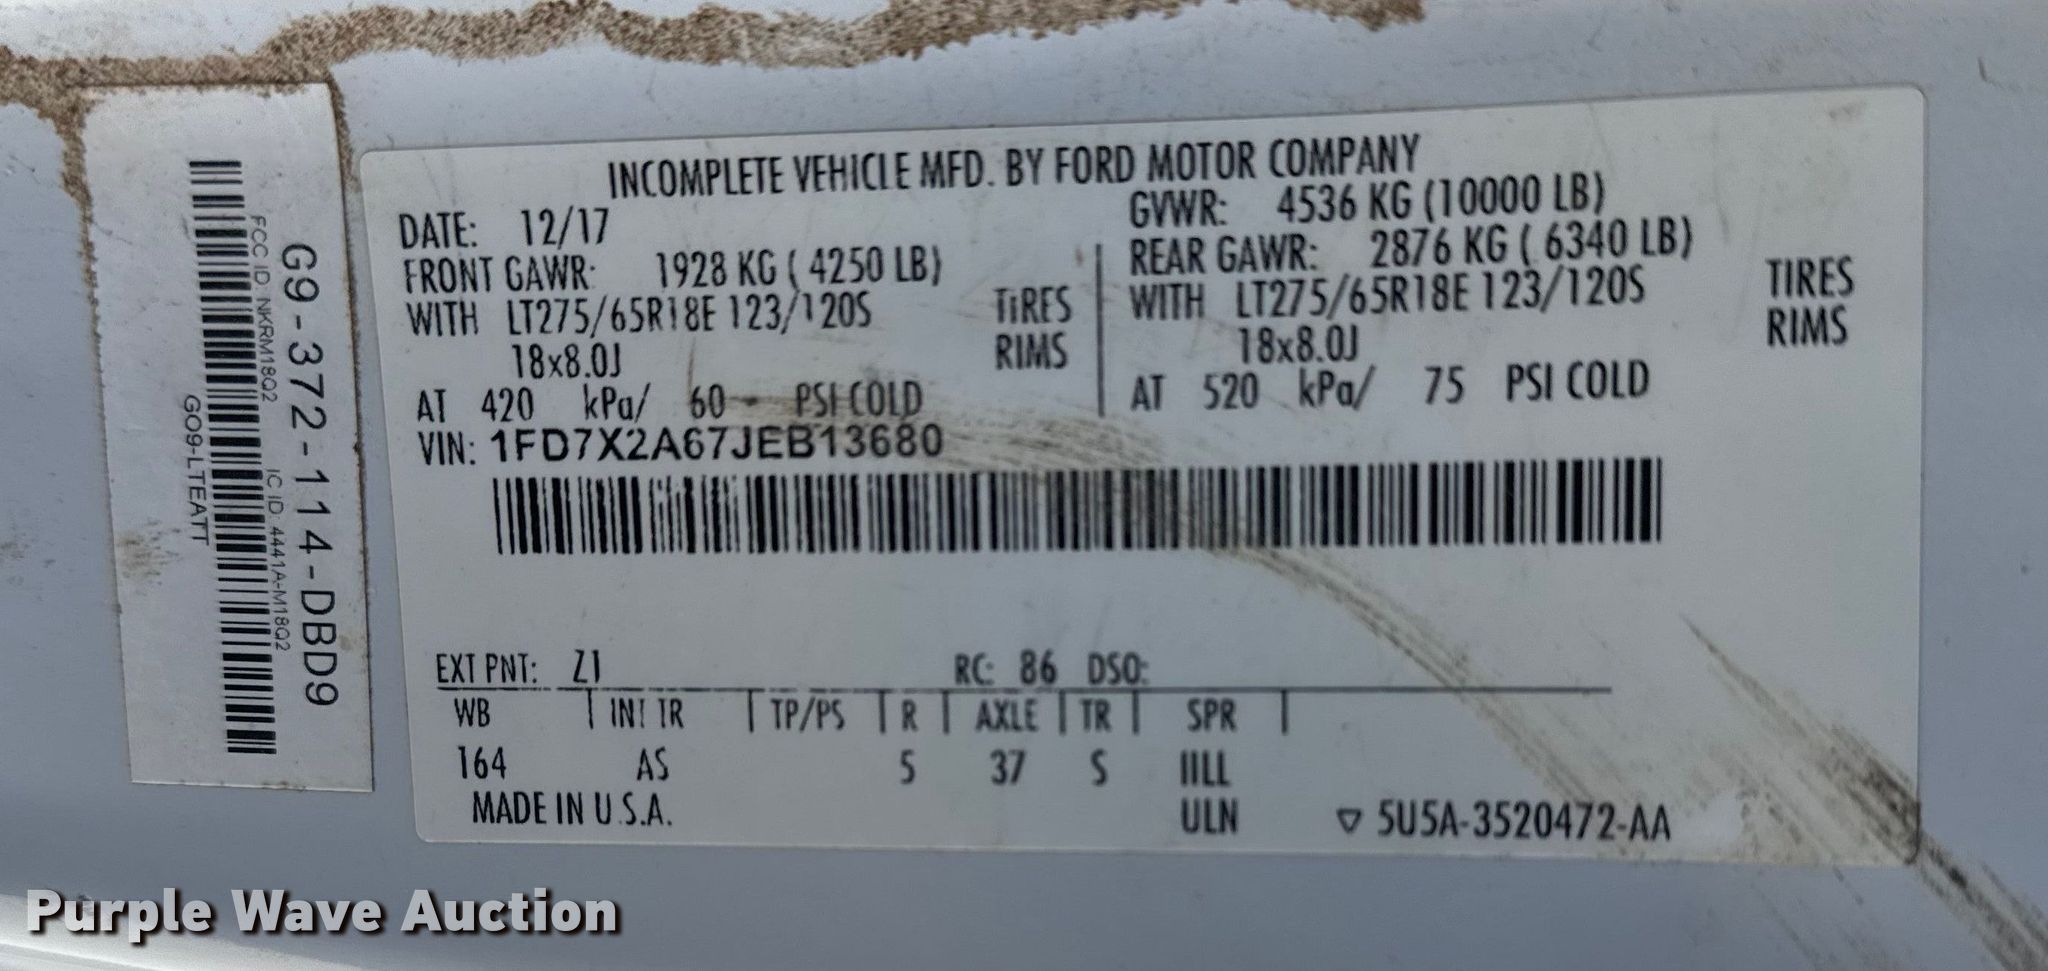 INCOMPLETE VEHICLE MFD. BY FORD MOTOR COMPANY
DATE: 12/17 GVWR: 4536 KG (10000 LB)
FRONT GAWR: 1928 KG ( 4250 LB) REAR GAWR: 2876 KG ( 6340 LB)
WITH LT275/65R18E 123/120S TIRES WITH LT275/65R18E 123/120S TIRES
18x8.0J RIMS 18x8.0J RIMS
AT 420 kPa/ 60 PSI COLD AT 520 kPa/ 75 PSI COLD
VIN: 1FD7X2A67JEB13680
EXT PNT: Z1 RC: 86 DSO:
WB INT TR TP/PS R AXLE TR SPR
164 AS 5 37 S IILL
MADE IN U.S.A. ULN ▽ 5U5A-3520472-AA
G9-372-114-DBD9
FCC ID: NKRM18Q2 IC ID: 4441A-M18Q2
GO9-LTEATT
Purple Wave Auction